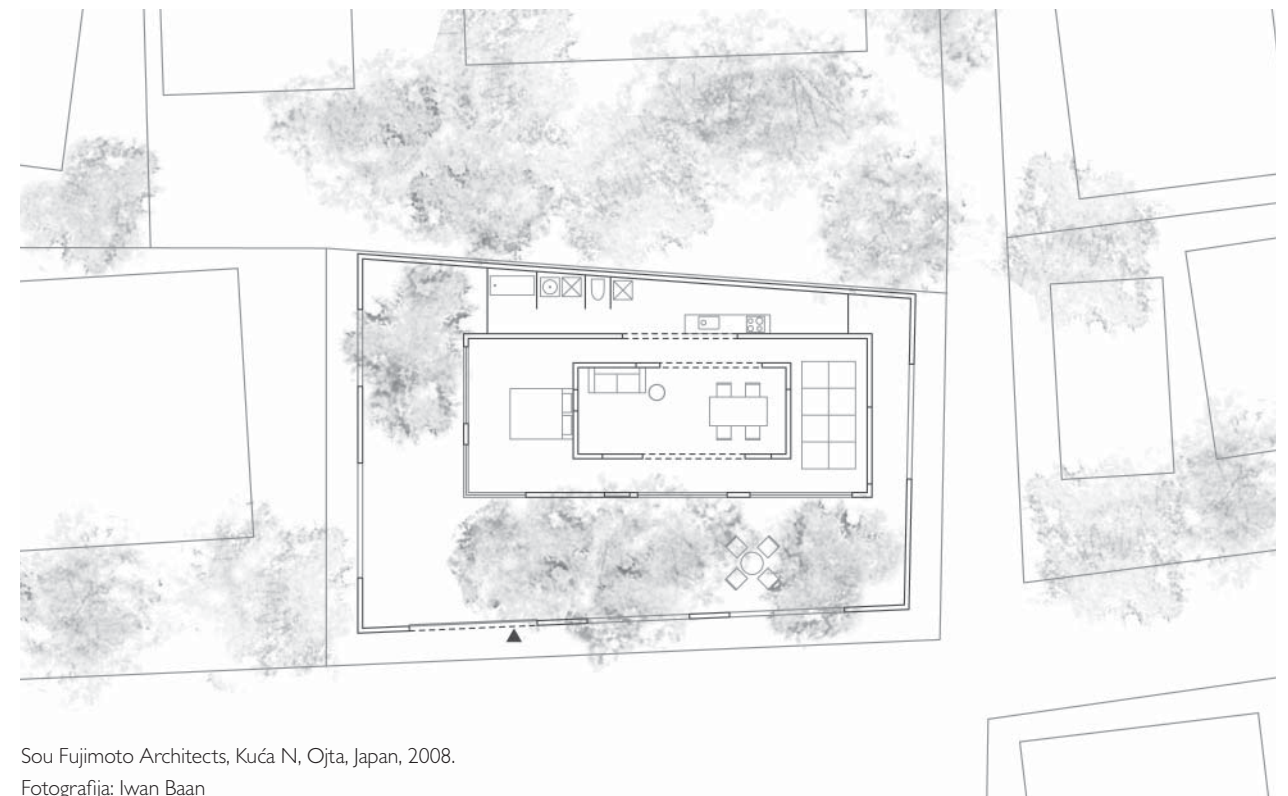 Sou Fujimoto Architects, Kuća N, Ojta, Japan, 2008.
Fotografija: Iwan Baan